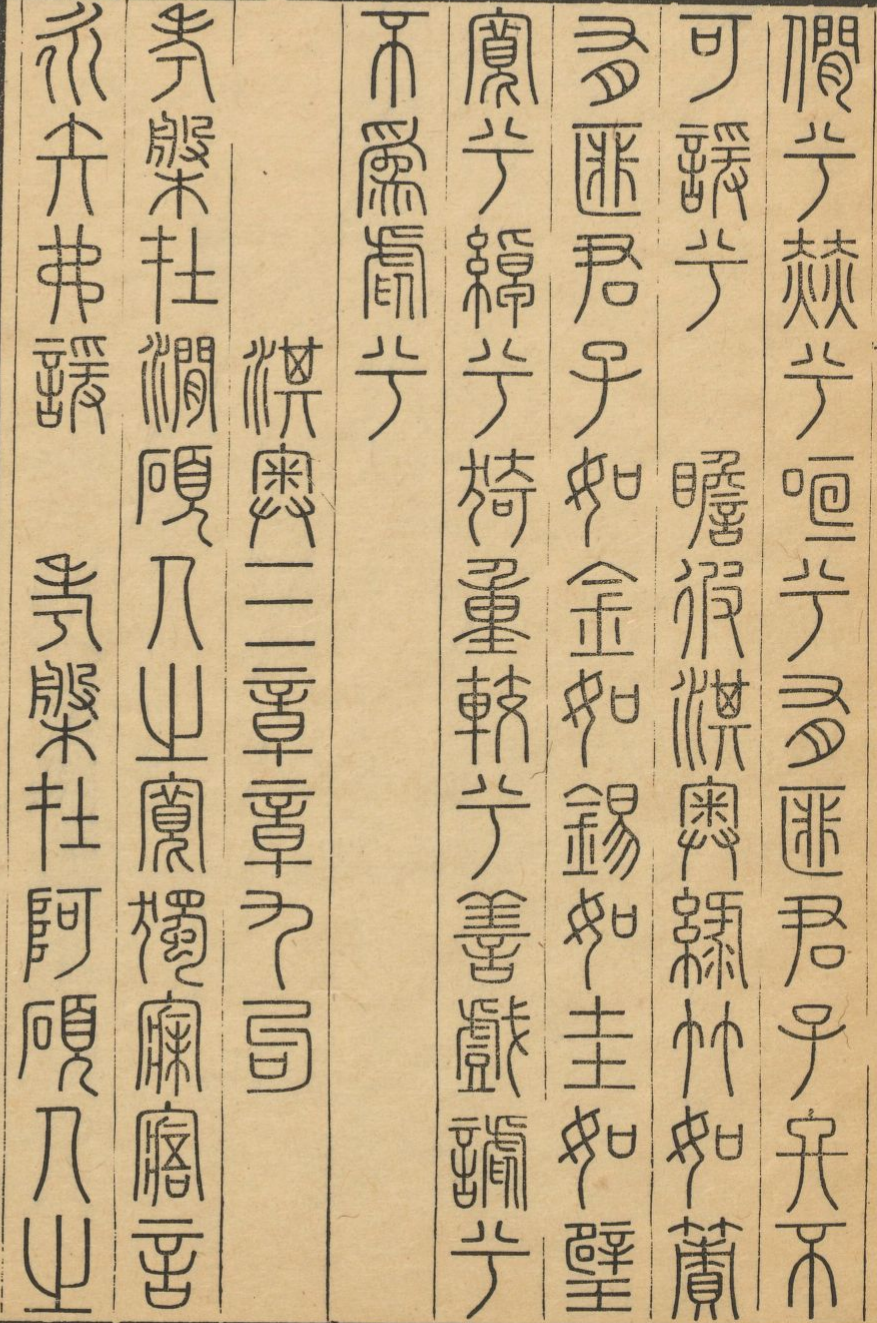 僩兮赫兮咺兮有匪君子終不
可諼兮　瞻彼淇奧綠竹如簀
有匪君子如金如錫如圭如璧
寬兮綽兮猗重較兮善戲謔兮
不為虐兮
淇奧三章章九句
考槃在澗碩人之寬獨寐寤言
永矢弗諼　考槃在阿碩人之